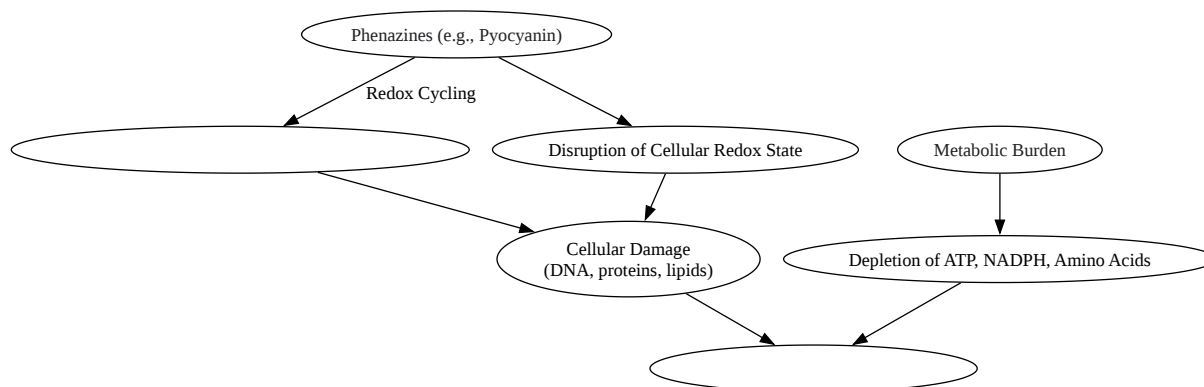 Phenazines (e.g., Pyocyanin)
Redox Cycling
Disruption of Cellular Redox State
Metabolic Burden
Cellular Damage
(DNA, proteins, lipids)
Depletion of ATP, NADPH, Amino Acids